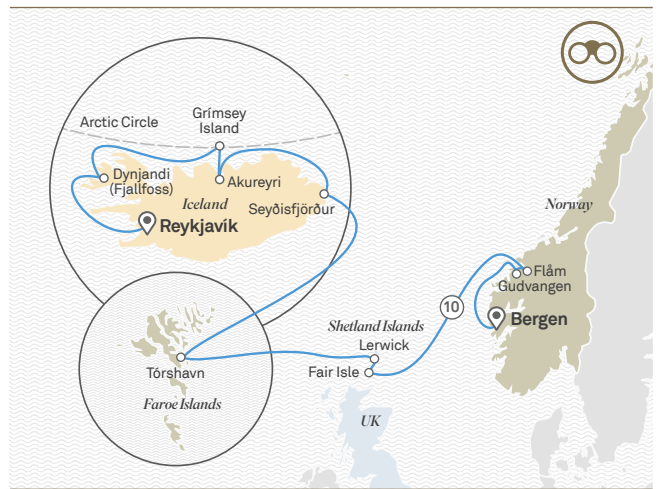 Arctic Circle
Grímsey
Island
Dynjandi
(Fjallfoss)
Akureyri
Iceland
Seyðisfjörður
Reykjavík
Norway
Flåm
Gudvangen
10
Bergen
Shetland Islands
Lerwick
Fair Isle
Tórshavn
Faroe Islands
UK